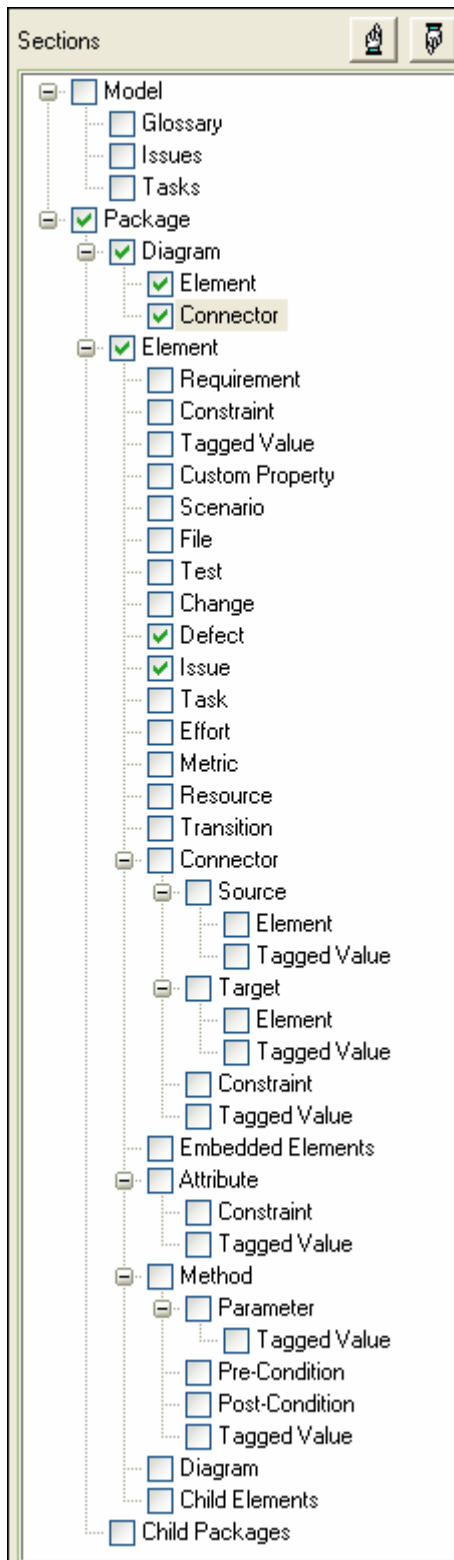 Sections
Model
Glossary
Issues
Tasks
Package
Diagram
Element
Connector
Element
Requirement
Constraint
Tagged Value
Custom Property
Scenario
File
Test
Change
Defect
Issue
Task
Effort
Metric
Resource
Transition
Connector
Source
Element
Tagged Value
Target
Element
Tagged Value
Constraint
Tagged Value
Embedded Elements
Attribute
Constraint
Tagged Value
Method
Parameter
Tagged Value
Pre-Condition
Post-Condition
Tagged Value
Diagram
Child Elements
Child Packages